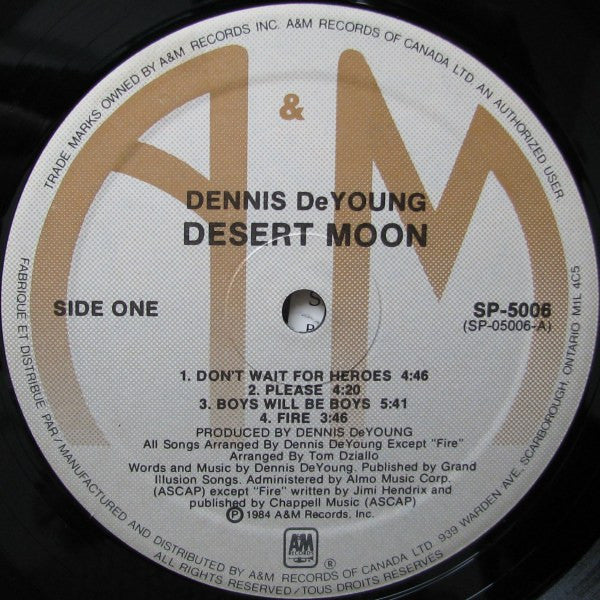 TRADE MARKS OWNED BY A&M RECORDS INC. A&M RECORDS OF CANADA LTD AN AUTHORIZED USER.
A & M
DENNIS DeYOUNG
DESERT MOON
SIDE ONE
SP-5006
(SP-05006-A)
1. DON'T WAIT FOR HEROES 4:46
2. PLEASE 4:20
3. BOYS WILL BE BOYS 5:41
4. FIRE 3:46
PRODUCED BY DENNIS DeYOUNG
All Songs Arranged By Dennis DeYoung Except "Fire"
Arranged By Tom Dziallo
Words and Music by Dennis DeYoung. Published by Grand
Illusion Songs. Administered by Almo Music Corp.
(ASCAP) except "Fire" written by Jimi Hendrix and
published by Chappell Music (ASCAP)
Ⓟ 1984 A&M Records, Inc.
A&M
RECORDS
®
FABRIQUE ET DISTRIBUE PAR/MANUFACTURED AND DISTRIBUTED BY A&M RECORDS OF CANADA LTD 939 WARDEN AVE, SCARBOROUGH, ONTARIO M1L 4C5
ALL RIGHTS RESERVED/TOUS DROITS RESERVES